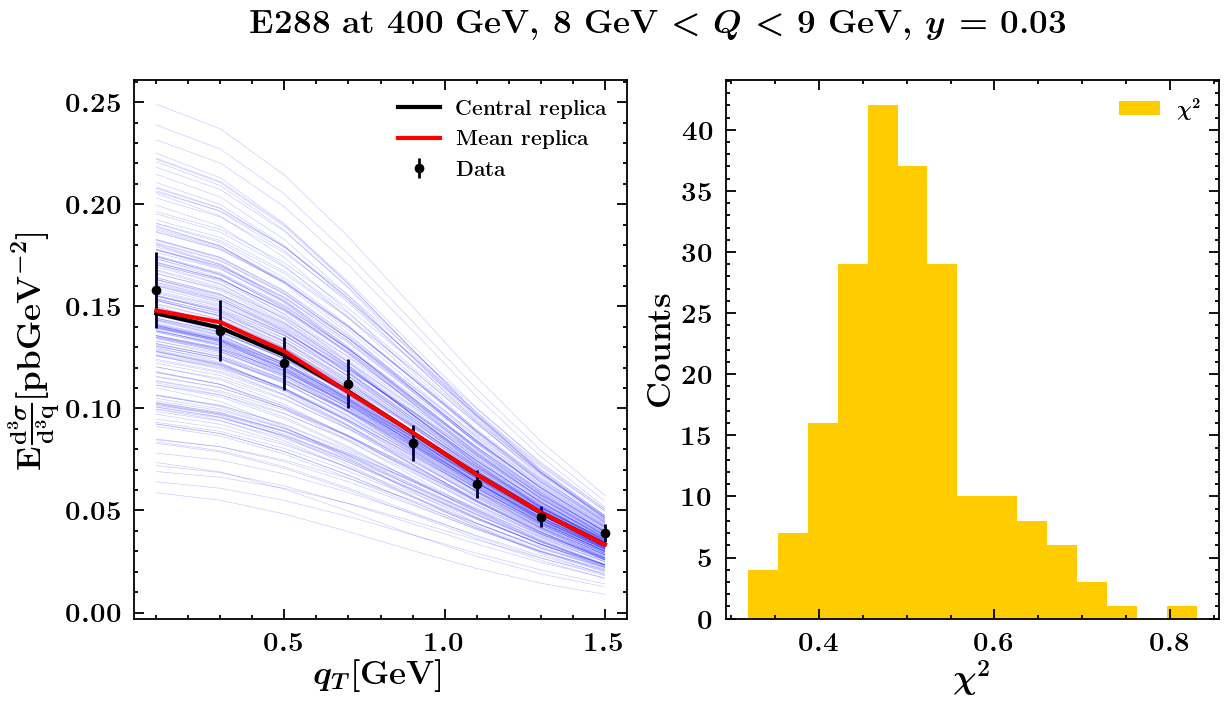 E288 at 400 GeV, 8 GeV < Q < 9 GeV, y = 0.03
Central replica
Mean replica
Data
0.25
0.20
0.15
0.10
0.05
0.00
E d³σ/d³q [pbGeV⁻²]
0.5
1.0
1.5
q_T[GeV]
χ²
40
35
30
25
20
15
10
5
0
Counts
0.4
0.6
0.8
χ²